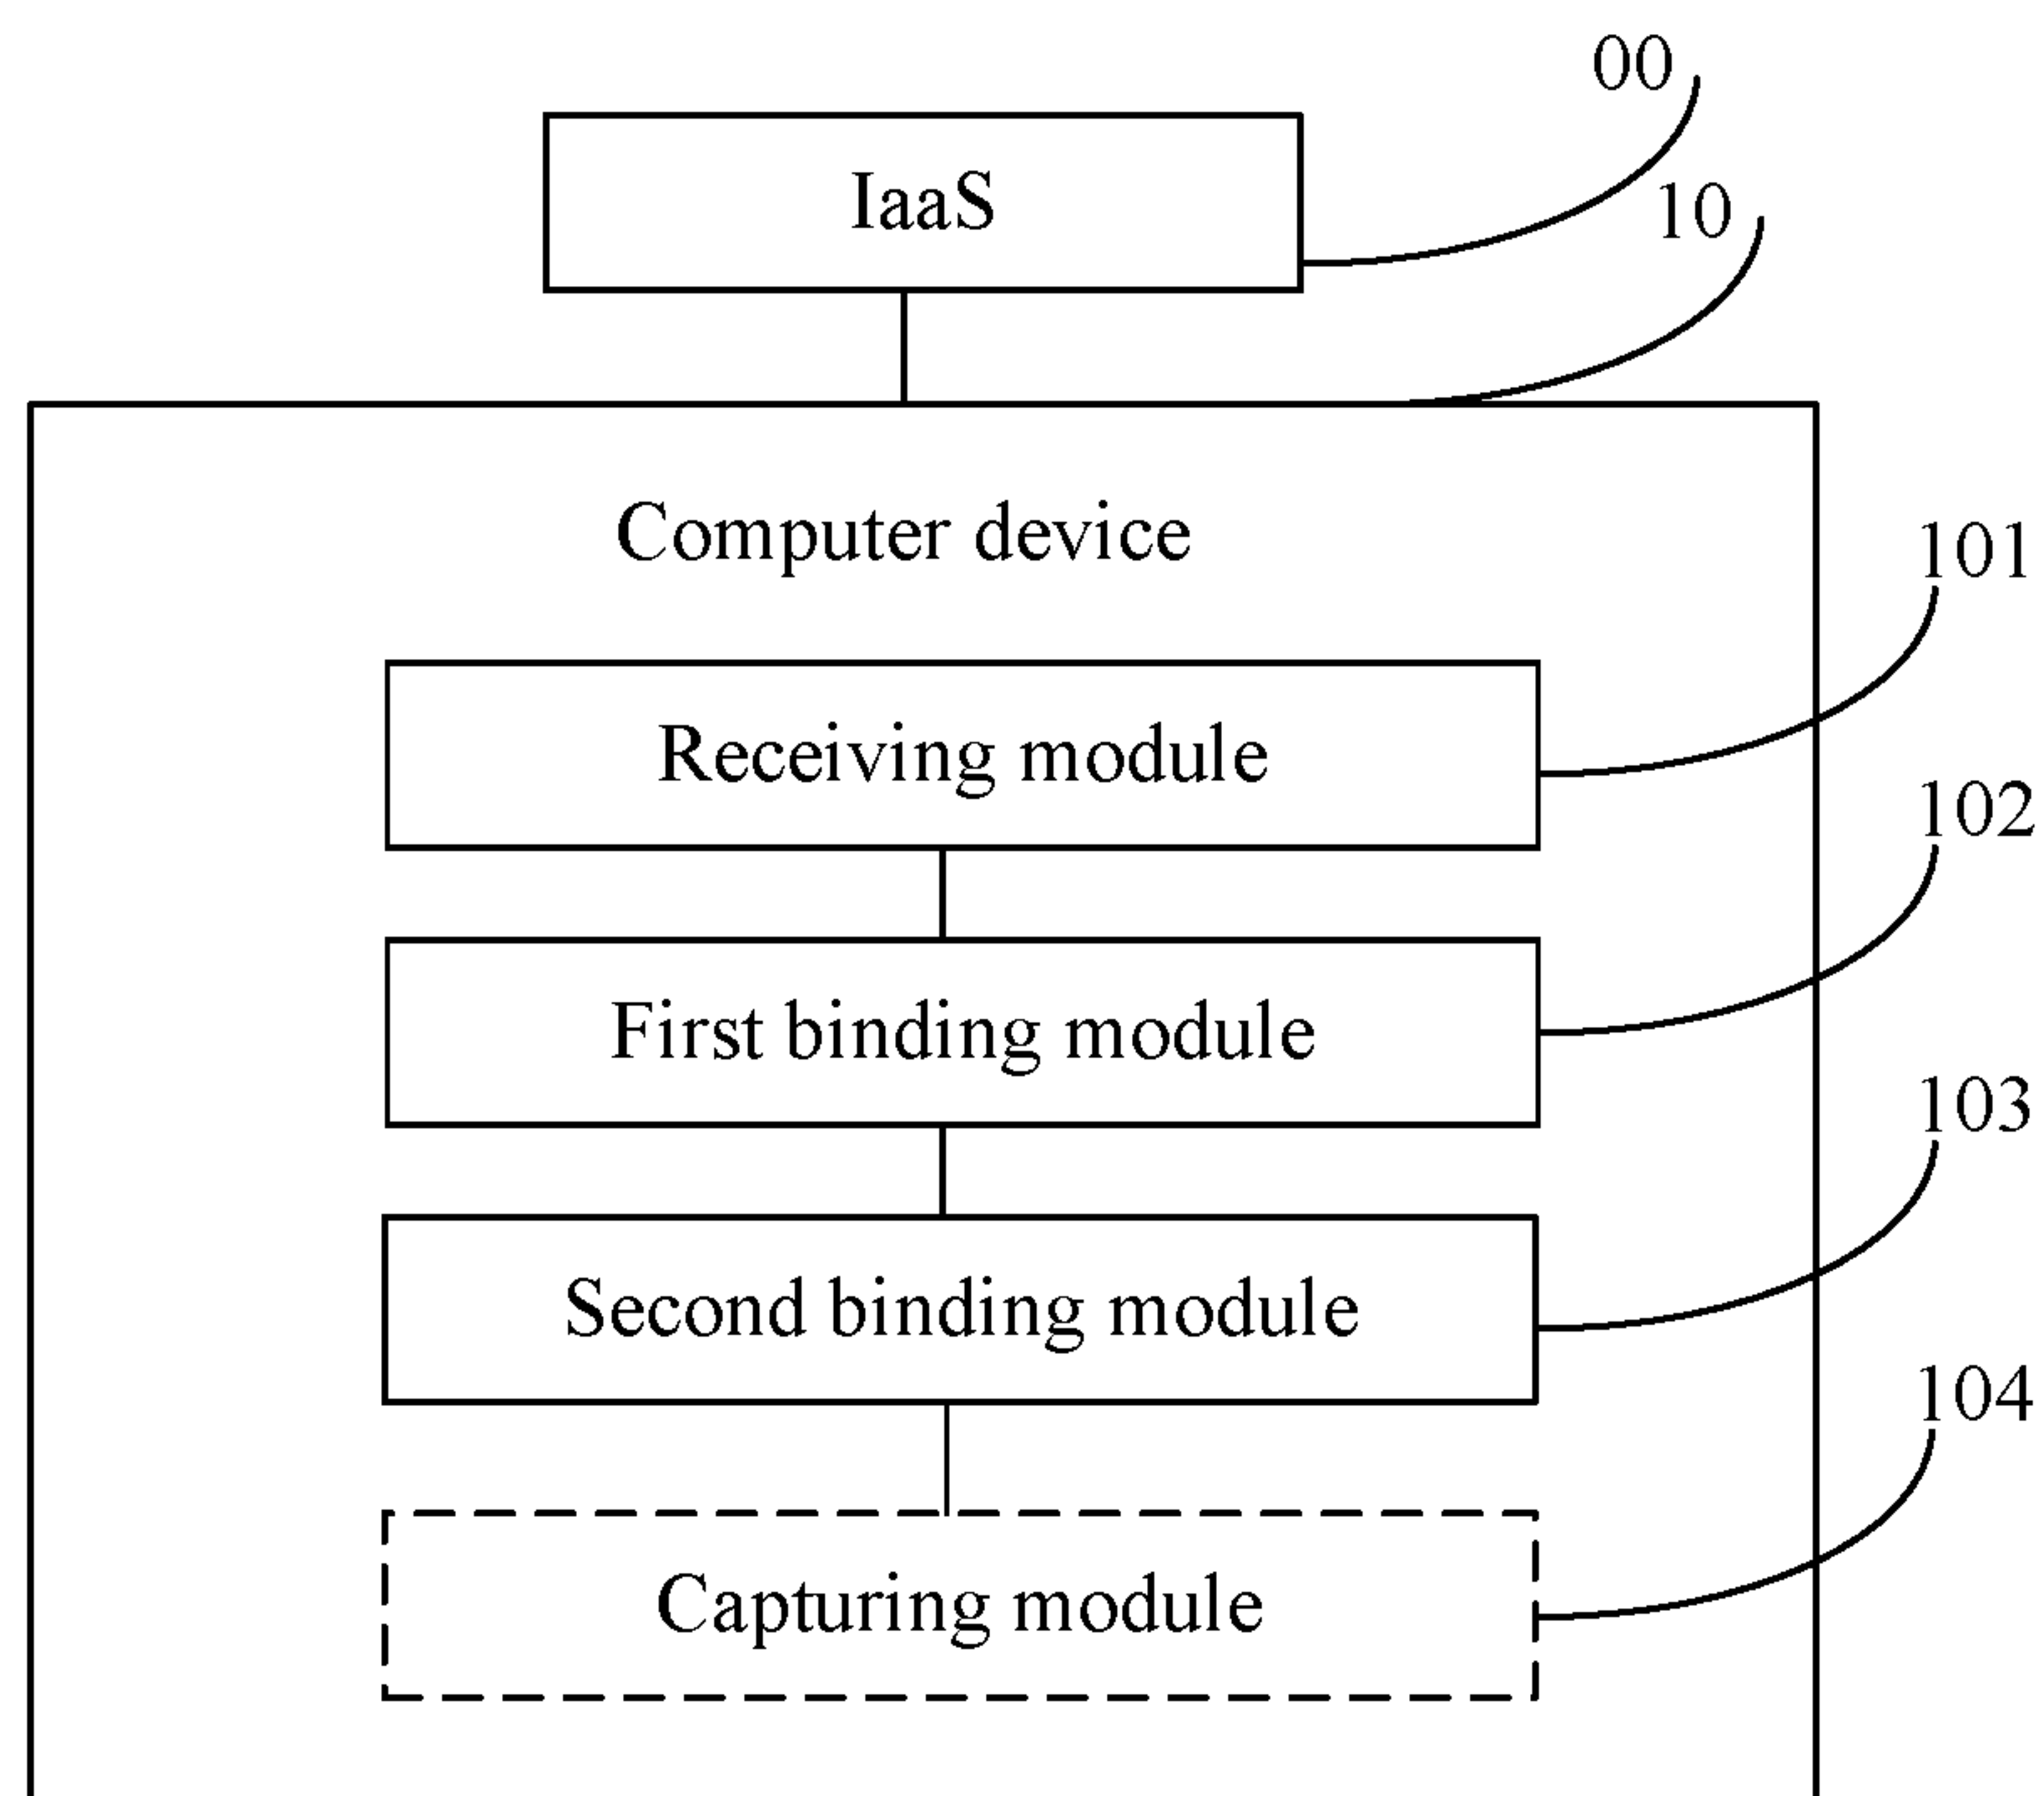 00
IaaS
10
Computer device
101
Receiving module
102
First binding module
103
Second binding module
104
Capturing module